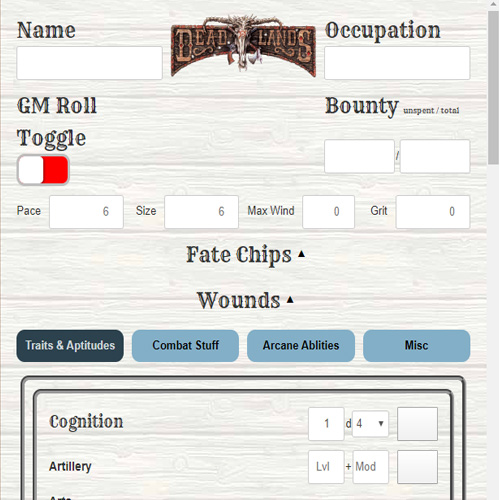 Name
DEADLANDS
Occupation
GM Roll
Toggle
Bounty unspent / total
/
Pace 6 Size 6 Max Wind 0 Grit 0
Fate Chips ▲
Wounds ▲
Traits & Aptitudes Combat Stuff Arcane Ablities Misc
Cognition 1 d 4 ▼
Artillery Lvl + Mod
Arts